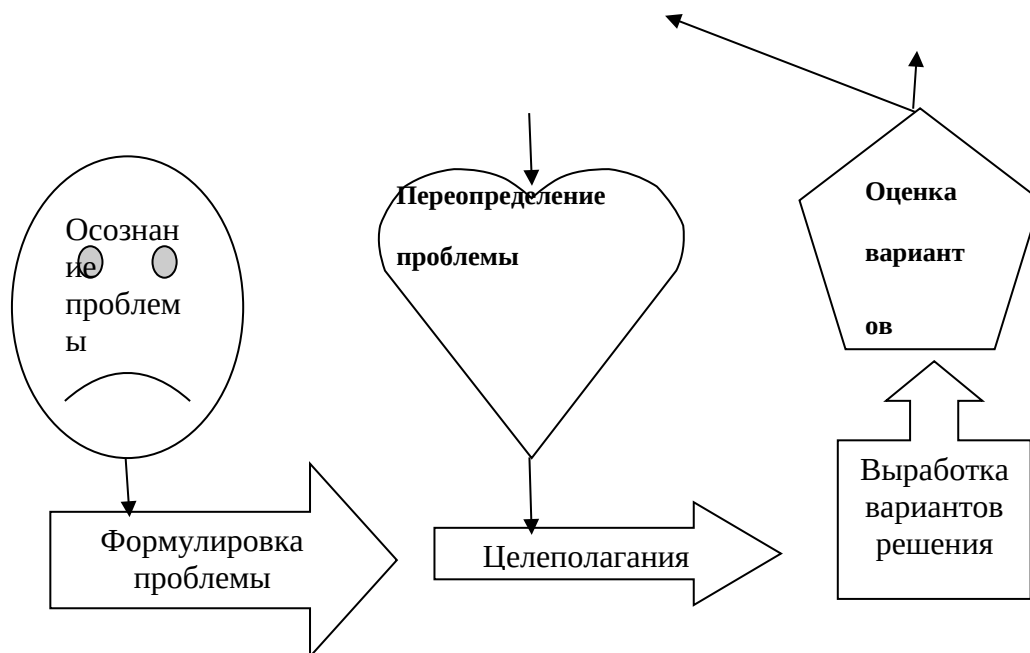 Осознан
ие
проблем
ы
Переопределение
проблемы
Оценка
вариант
ов
Формулировка
проблемы
Целеполагания
Выработка
вариантов
решения